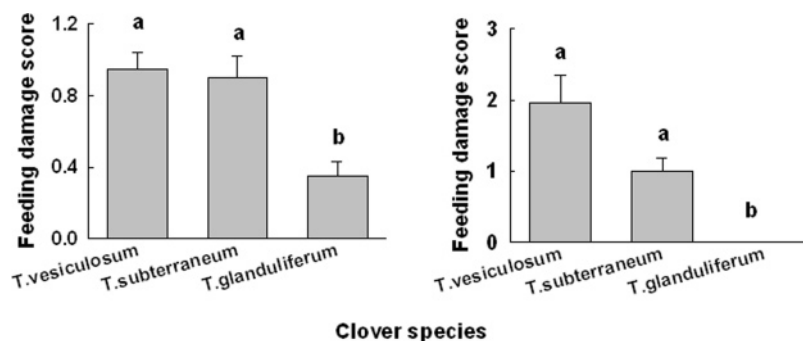 Feeding damage score
1.2
0.8
0.4
0.0
a
a
b
T.vesiculosum
T.subterraneum
T.glanduliferum
Feeding damage score
3
2
1
0
a
a
b
T.vesiculosum
T.subterraneum
T.glanduliferum
Clover species